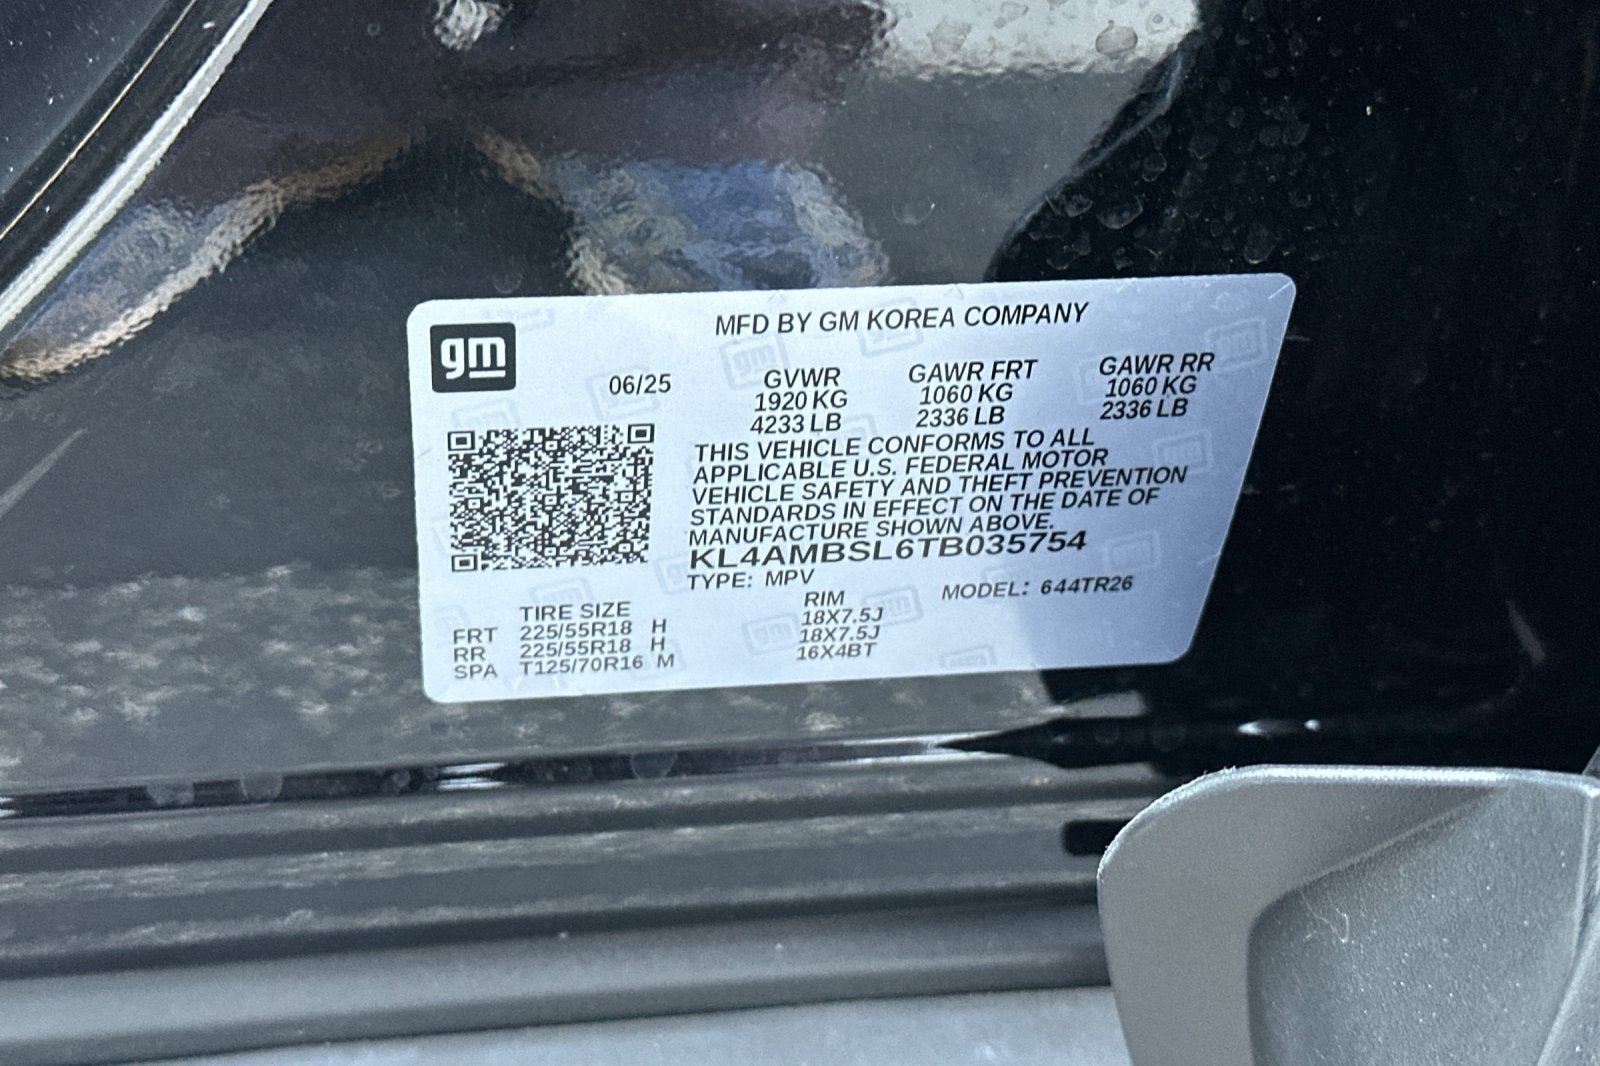 gm
MFD BY GM KOREA COMPANY
06/25
GVWR GAWR FRT GAWR RR
1920 KG 1060 KG 1060 KG
4233 LB 2336 LB 2336 LB
THIS VEHICLE CONFORMS TO ALL
APPLICABLE U.S. FEDERAL MOTOR
VEHICLE SAFETY AND THEFT PREVENTION
STANDARDS IN EFFECT ON THE DATE OF
MANUFACTURE SHOWN ABOVE.
KL4AMBSL6TB035754
TYPE: MPV MODEL: 644TR26
TIRE SIZE RIM
FRT 225/55R18 H 18X7.5J
RR 225/55R18 H 18X7.5J
SPA T125/70R16 M 16X4BT